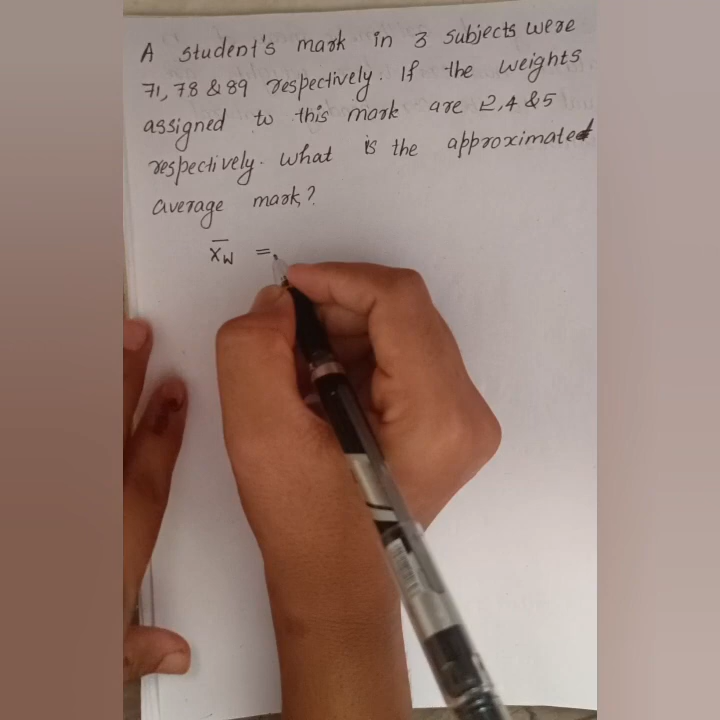 A student's mark in 3 subjects were
71, 78 & 89 respectively. If the weights
assigned to this mark are 2,4 & 5
respectively. what is the approximated
average mark?
x̄w =